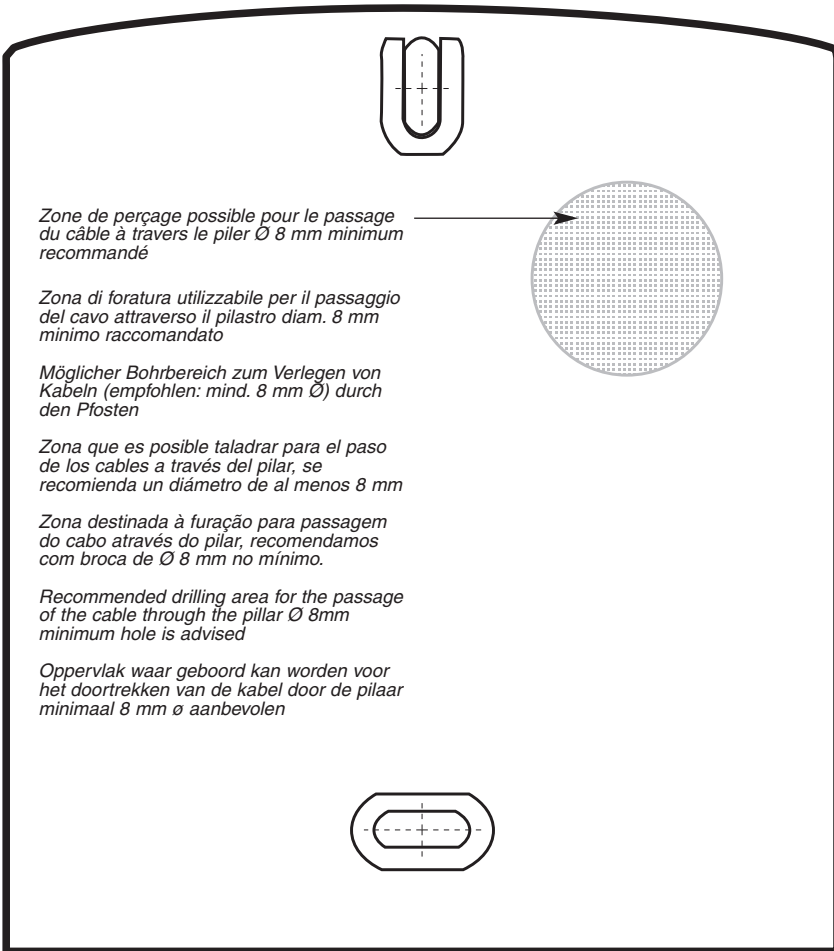 Zone de perçage possible pour le passage
du câble à travers le piler Ø 8 mm minimum
recommandé
Zona di foratura utilizzabile per il passaggio
del cavo attraverso il pilastro diam. 8 mm
minimo raccomandato
Möglicher Bohrbereich zum Verlegen von
Kabeln (empfohlen: mind. 8 mm Ø) durch
den Pfosten
Zona que es posible taladrar para el paso
de los cables a través del pilar, se
recomienda un diámetro de al menos 8 mm
Zona destinada à furação para passagem
do cabo através do pilar, recomendamos
com broca de Ø 8 mm no mínimo.
Recommended drilling area for the passage
of the cable through the pillar Ø 8mm
minimum hole is advised
Oppervlak waar geboord kan worden voor
het doortrekken van de kabel door de pilaar
minimaal 8 mm ø aanbevolen